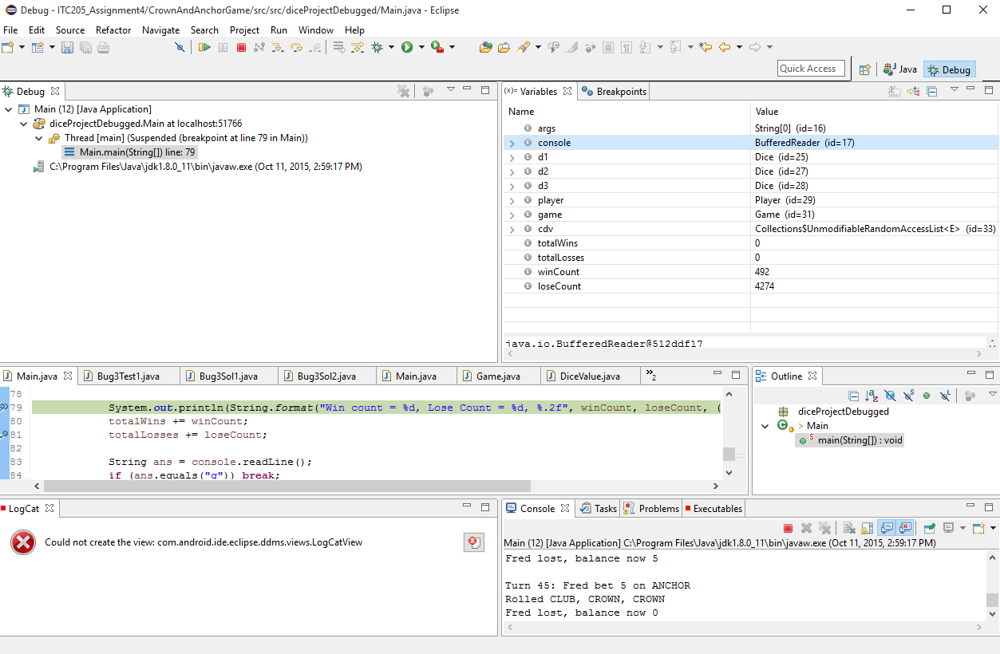 Debug - ITC205_Assignment4/CrownAndAnchorGame/src/src/diceProjectDebugged/Main.java - Eclipse
File Edit Source Refactor Navigate Search Project Run Window Help
Quick Access Java Debug
Debug
Main (12) [Java Application]
diceProjectDebugged.Main at localhost:51766
Thread [main] (Suspended (breakpoint at line 79 in Main))
Main.main(String[]) line: 79
C:\Program Files\Java\jdk1.8.0_11\bin\javaw.exe (Oct 11, 2015, 2:59:17 PM)
(x)= Variables Breakpoints
Name Value
args String[0] (id=16)
console BufferedReader (id=17)
d1 Dice (id=25)
d2 Dice (id=27)
d3 Dice (id=28)
player Player (id=29)
game Game (id=31)
cdv Collections$UnmodifiableRandomAccessList<E> (id=33)
totalWins 0
totalLosses 0
winCount 492
loseCount 4274
java.io.BufferedReader@512ddf17
Main.java Bug3Test1.java Bug3Sol1.java Bug3Sol2.java Main.java Game.java DiceValue.java »2
78
79 System.out.println(String.format("Win count = %d, Lose Count = %d, %.2f", winCount, loseCount, (
80 totalWins += winCount;
81 totalLosses += loseCount;
82
83 String ans = console.readLine();
84 if (ans.equals("q")) break;
Outline
diceProjectDebugged
> Main
S main(String[]) : void
LogCat
Could not create the view: com.android.ide.eclipse.ddms.views.LogCatView
Console Tasks Problems Executables
Main (12) [Java Application] C:\Program Files\Java\jdk1.8.0_11\bin\javaw.exe (Oct 11, 2015, 2:59:17 PM)
Fred lost, balance now 5
Turn 45: Fred bet 5 on ANCHOR
Rolled CLUB, CROWN, CROWN
Fred lost, balance now 0